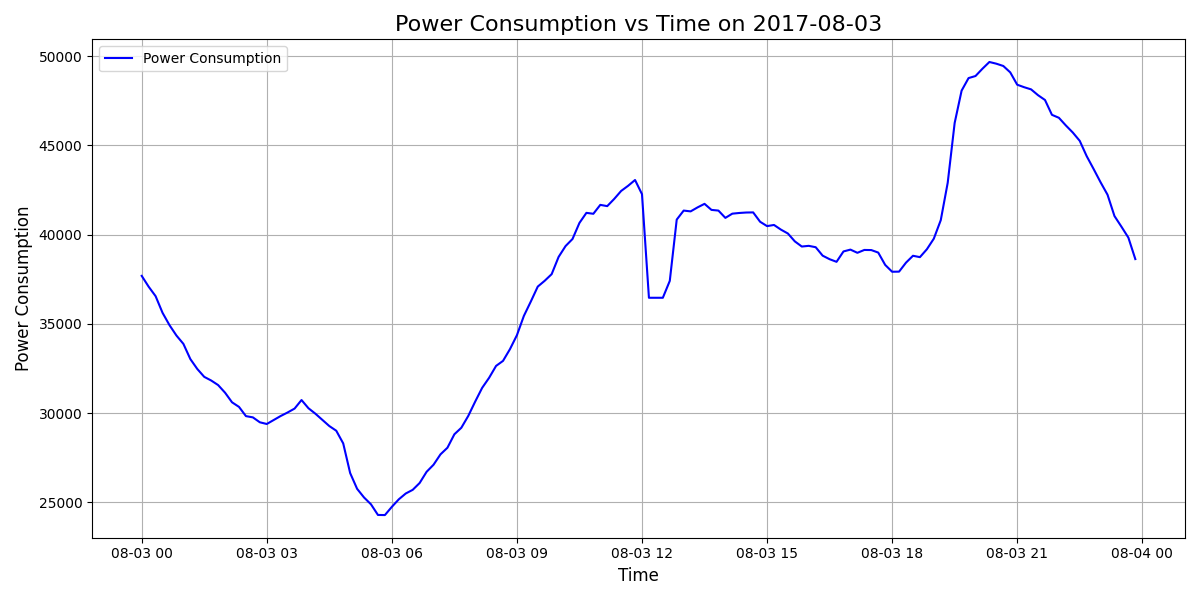 Power Consumption vs Time on 2017-08-03
Power Consumption
50000
45000
40000
35000
30000
25000
Power Consumption
08-03 00 08-03 03 08-03 06 08-03 09 08-03 12 08-03 15 08-03 18 08-03 21 08-04 00
Time